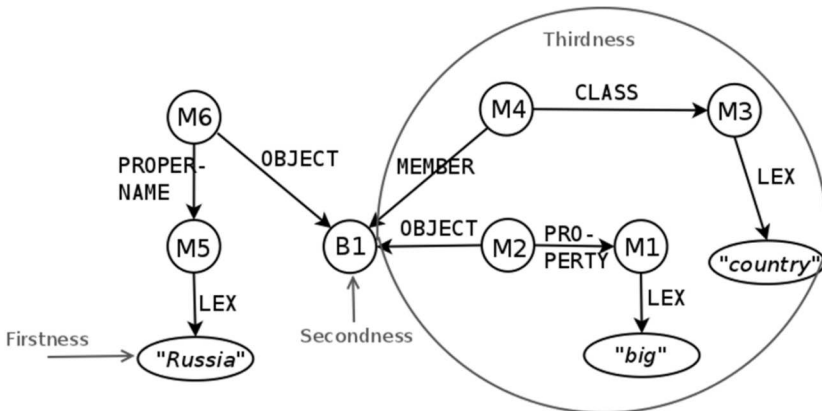 Thirdness
M6
M4
CLASS
M3
PROPER-
NAME
OBJECT
MEMBER
LEX
M5
B1
OBJECT
M2
PRO-
PERTY
M1
"country"
LEX
LEX
Firstness
Secondness
"Russia"
"big"